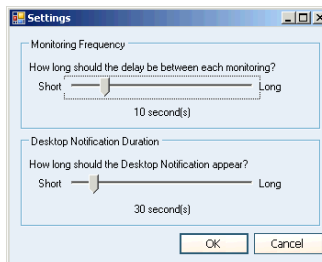 Settings
Monitoring Frequency
How long should the delay be between each monitoring?
Short Long
10 second(s)
Desktop Notification Duration
How long should the Desktop Notification appear?
Short Long
30 second(s)
OK Cancel